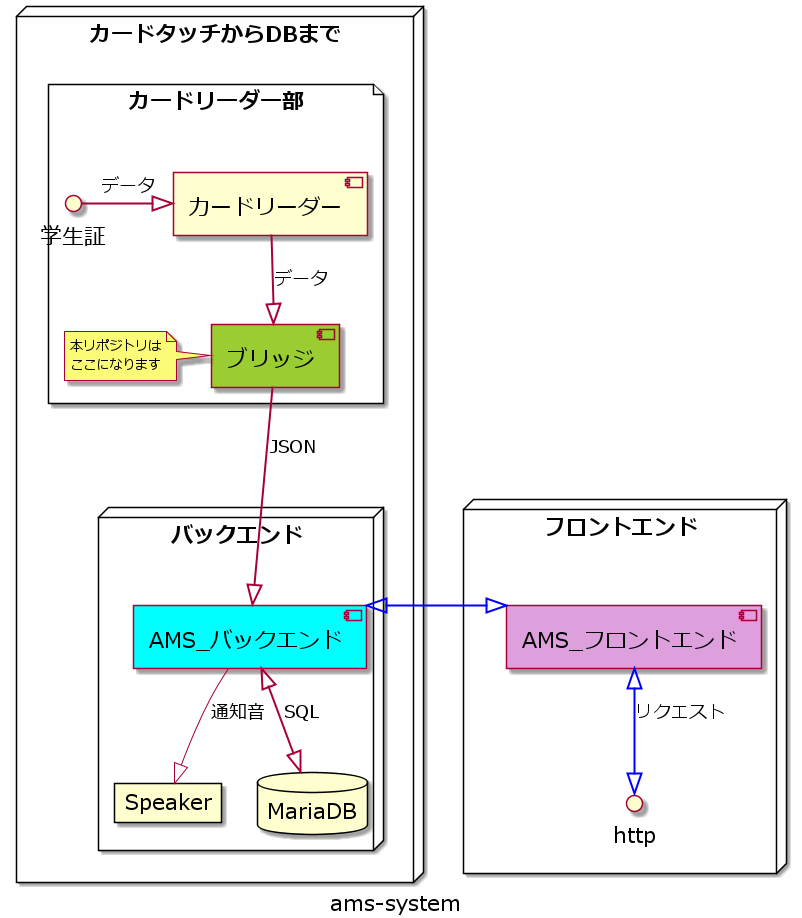 カードタッチからDBまで
カードリーダー部
データ
カードリーダー
学生証
データ
本リポジトリは
ここになります
ブリッジ
JSON
バックエンド
フロントエンド
AMS_バックエンド
AMS_フロントエンド
通知音
SQL
リクエスト
Speaker
MariaDB
http
ams-system